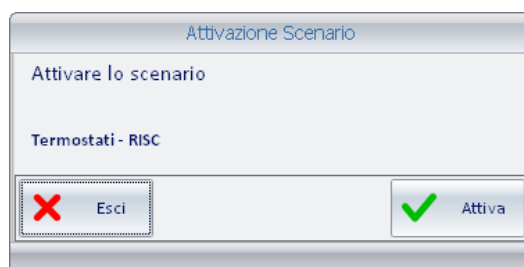 Attivazione Scenario
Attivare lo scenario
Termostati - RISC
Esci
Attiva